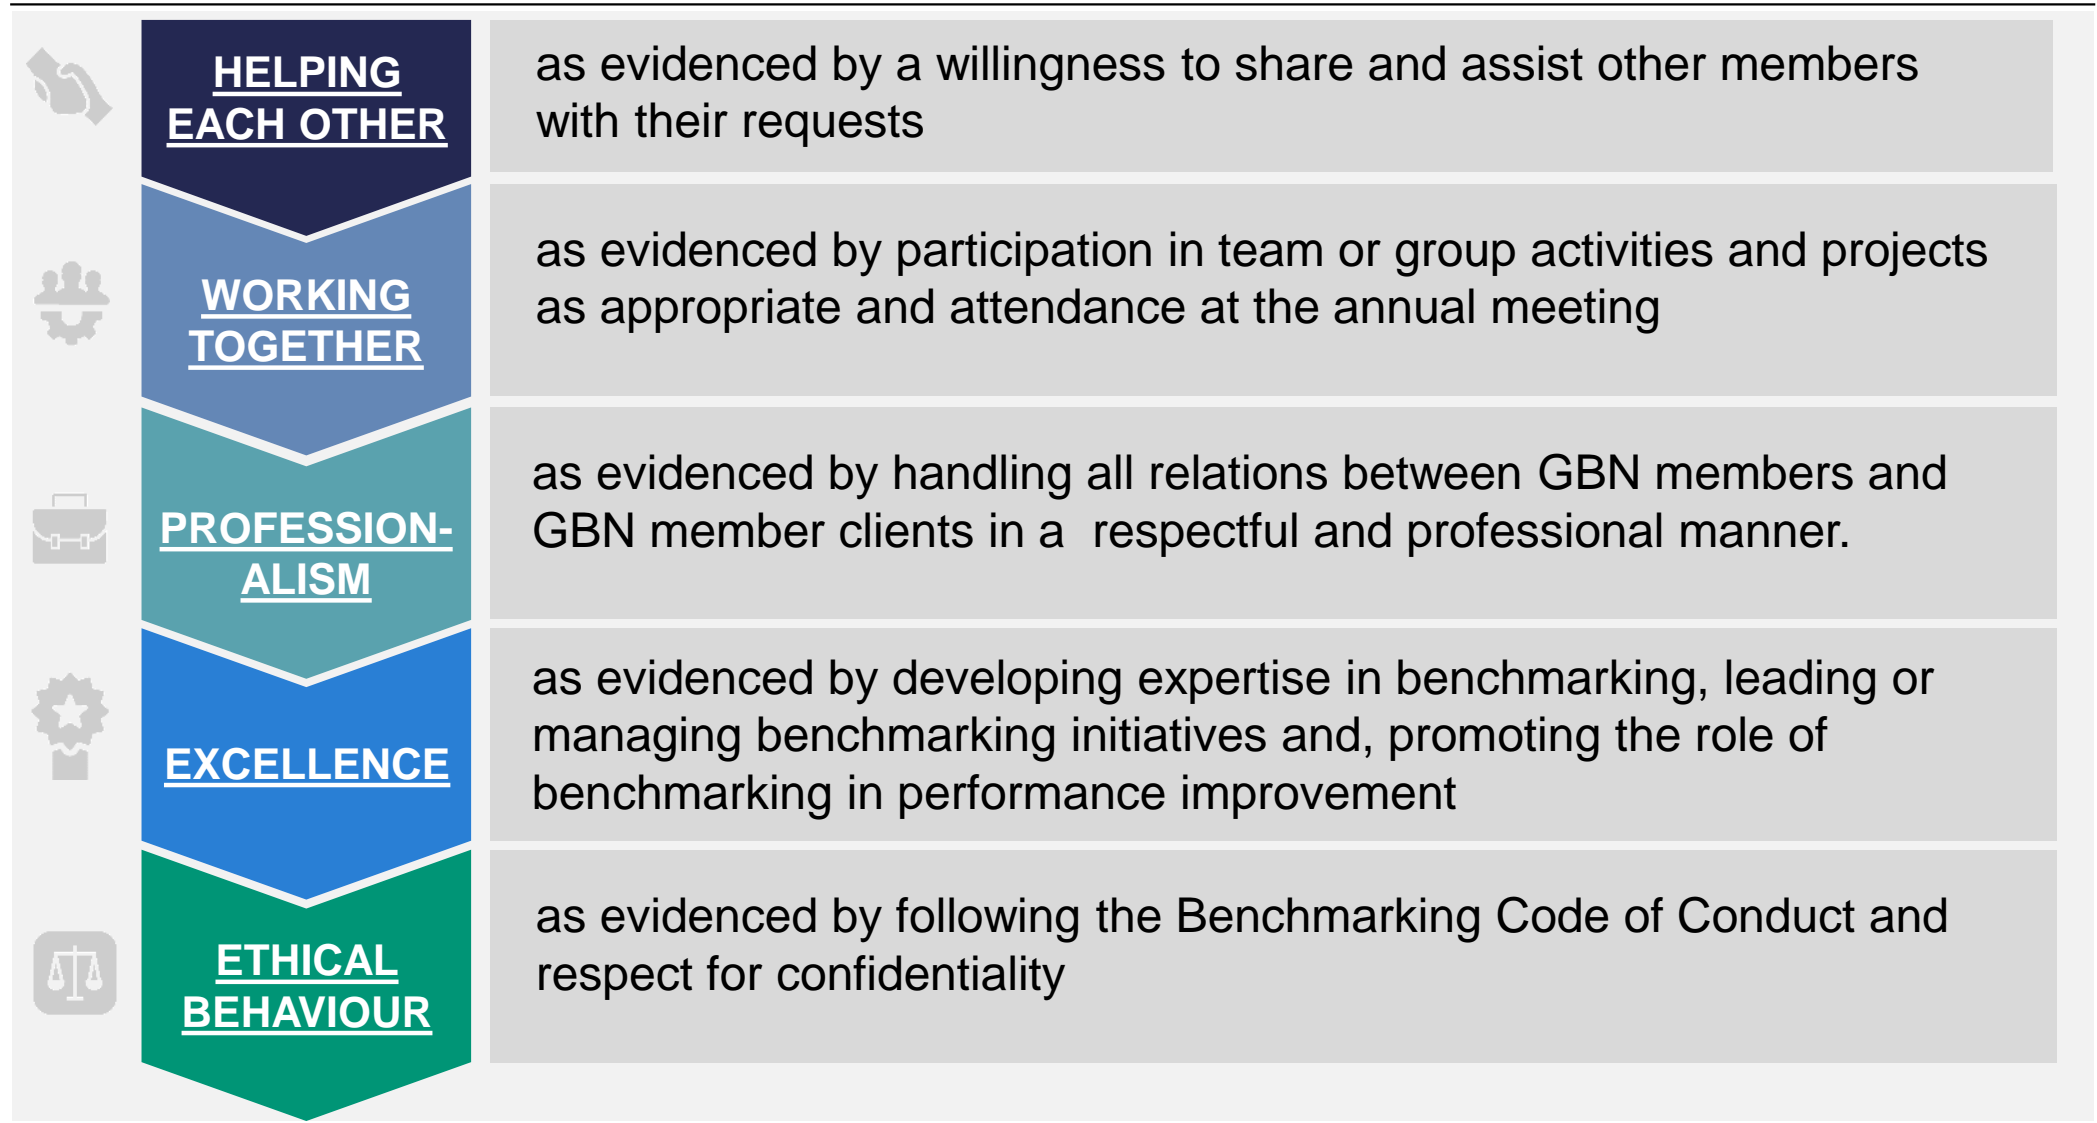 HELPING
EACH OTHER
as evidenced by a willingness to share and assist other members
with their requests
WORKING
TOGETHER
as evidenced by participation in team or group activities and projects
as appropriate and attendance at the annual meeting
PROFESSION-
ALISM
as evidenced by handling all relations between GBN members and
GBN member clients in a  respectful and professional manner.
EXCELLENCE
as evidenced by developing expertise in benchmarking, leading or
managing benchmarking initiatives and, promoting the role of
benchmarking in performance improvement
ETHICAL
BEHAVIOUR
as evidenced by following the Benchmarking Code of Conduct and
respect for confidentiality